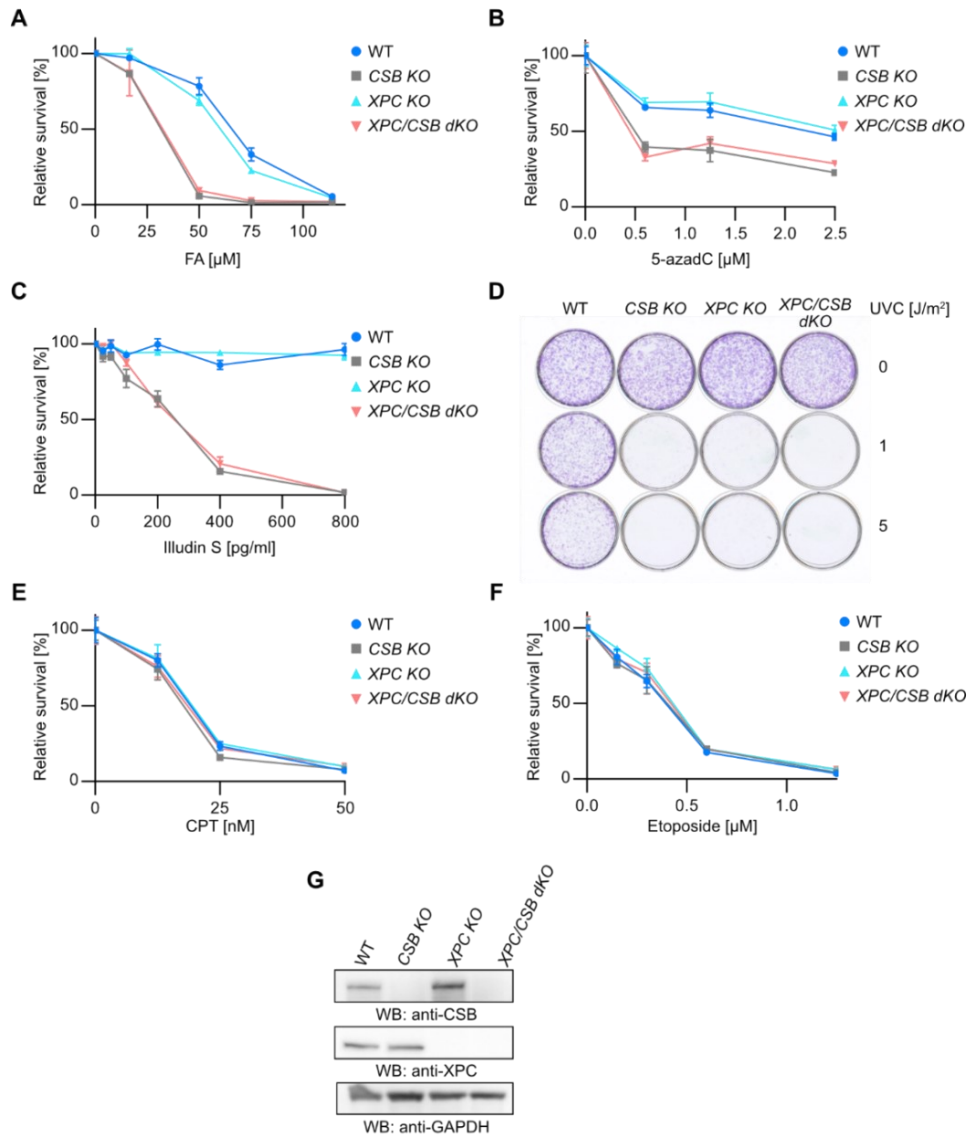 A
Relative survival [%]
100
50
0
0 25 50 75 100
FA [µM]
WT
CSB KO
XPC KO
XPC/CSB dKO
B
Relative survival [%]
100
50
0
0.0 0.5 1.0 1.5 2.0 2.5
5-azadC [µM]
WT
CSB KO
XPC KO
XPC/CSB dKO
C
Relative survival [%]
100
50
0
0 200 400 600 800
Illudin S [pg/ml]
WT
CSB KO
XPC KO
XPC/CSB dKO
D
WT CSB KO XPC KO XPC/CSB dKO UVC [J/m²]
0
1
5
E
Relative survival [%]
100
50
0
0 25 50
CPT [nM]
WT
CSB KO
XPC KO
XPC/CSB dKO
F
Relative survival [%]
100
50
0
0.0 0.5 1.0
Etoposide [µM]
WT
CSB KO
XPC KO
XPC/CSB dKO
G
WT CSB KO XPC KO XPC/CSB dKO
WB: anti-CSB
WB: anti-XPC
WB: anti-GAPDH